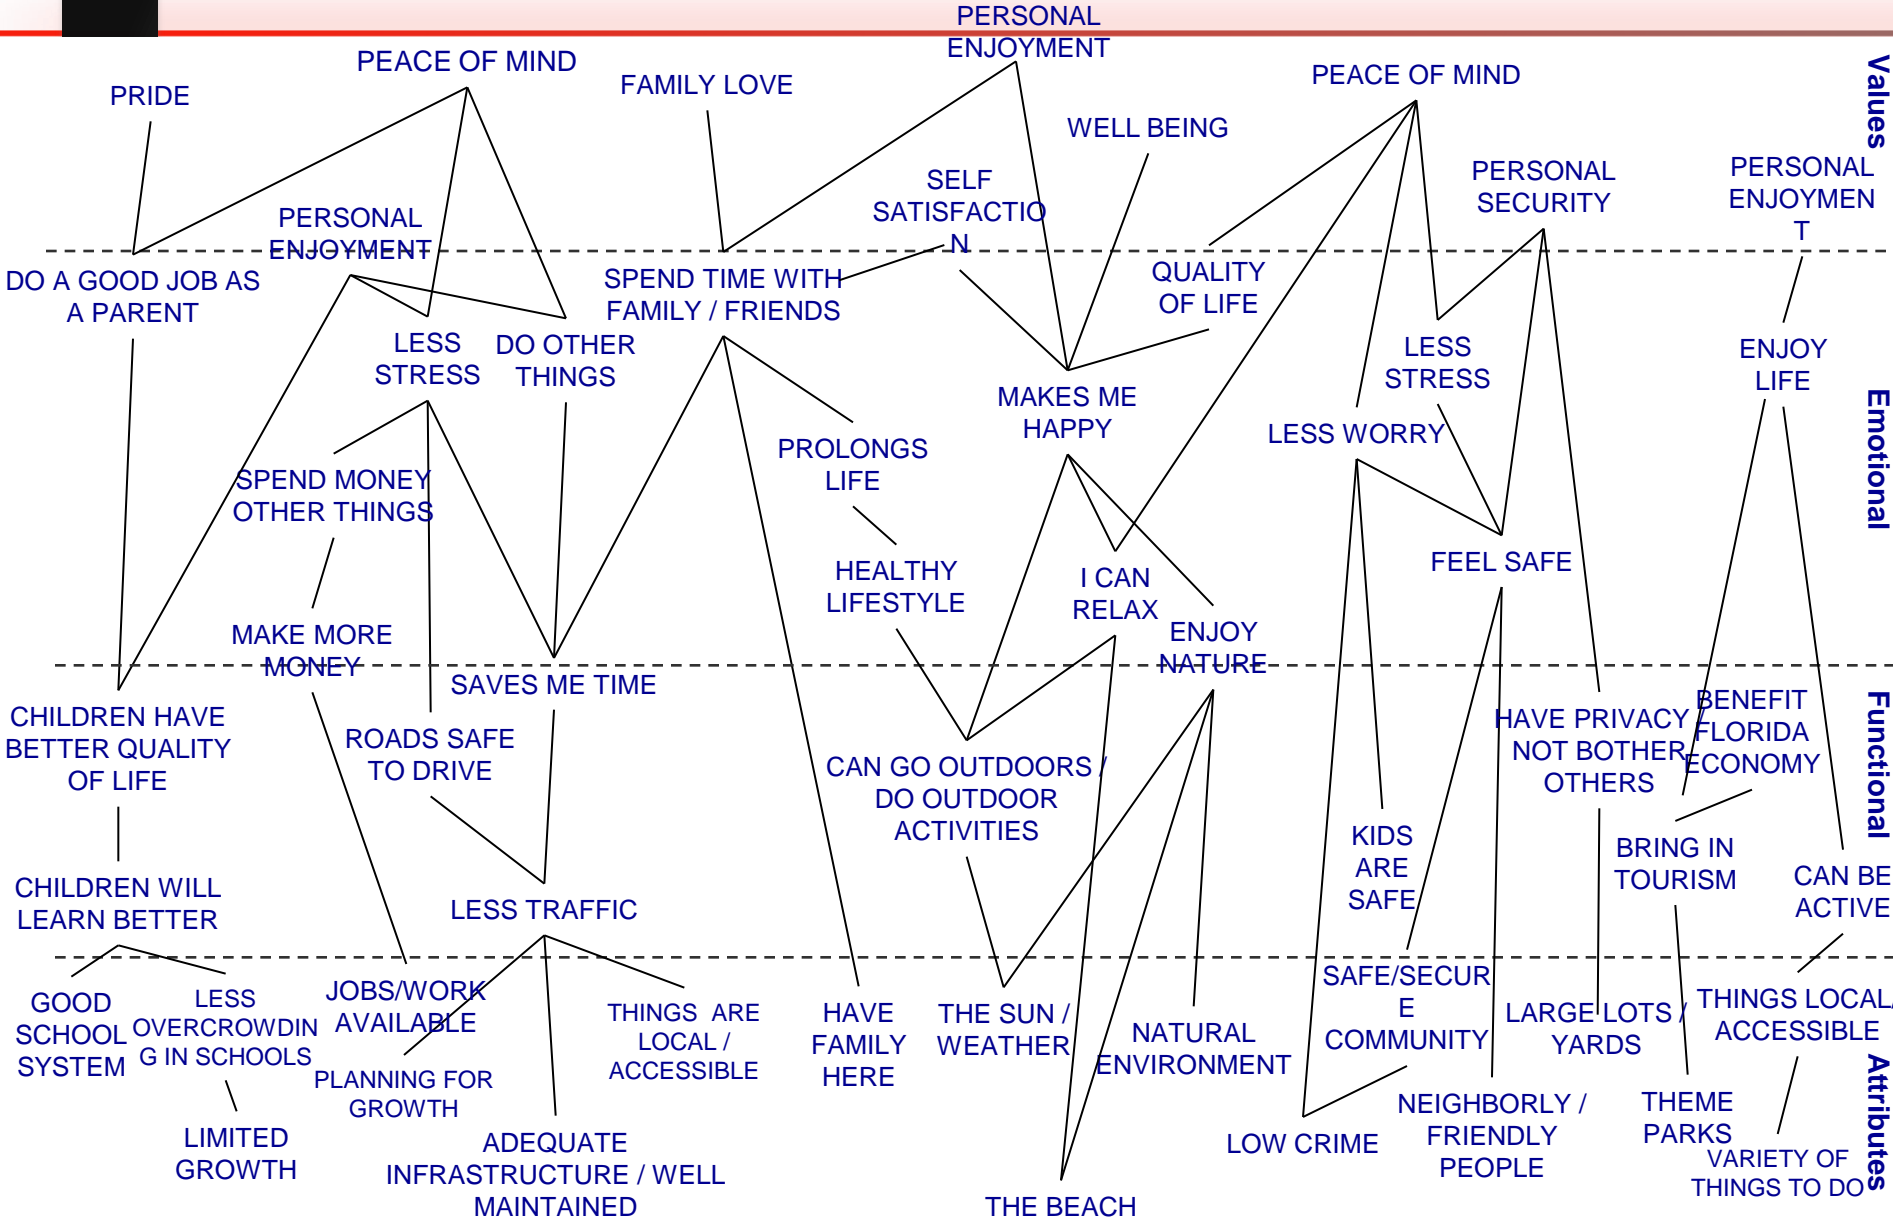 PERSONAL
ENJOYMENT
PEACE OF MIND
FAMILY LOVE
PEACE OF MIND
PRIDE
WELL BEING
Values
SELF
SATISFACTIO
N
PERSONAL
SECURITY
PERSONAL
ENJOYMEN
T
PERSONAL
ENJOYMENT
DO A GOOD JOB AS
A PARENT
SPEND TIME WITH
FAMILY / FRIENDS
QUALITY
OF LIFE
LESS
STRESS
DO OTHER
THINGS
LESS
STRESS
ENJOY
LIFE
MAKES ME
HAPPY
LESS WORRY
Emotional
PROLONGS
LIFE
SPEND MONEY
OTHER THINGS
HEALTHY
LIFESTYLE
I CAN
RELAX
FEEL SAFE
ENJOY
NATURE
MAKE MORE
MONEY
SAVES ME TIME
CHILDREN HAVE
BETTER QUALITY
OF LIFE
ROADS SAFE
TO DRIVE
CAN GO OUTDOORS /
DO OUTDOOR
ACTIVITIES
HAVE PRIVACY /
NOT BOTHER
OTHERS
BENEFIT
FLORIDA
ECONOMY
Functional
KIDS
ARE
SAFE
BRING IN
TOURISM
CAN BE
ACTIVE
CHILDREN WILL
LEARN BETTER
LESS TRAFFIC
GOOD
SCHOOL
SYSTEM
LESS
OVERCROWDIN
G IN SCHOOLS
JOBS/WORK
AVAILABLE
THINGS ARE
LOCAL /
ACCESSIBLE
HAVE
FAMILY
HERE
THE SUN /
WEATHER
NATURAL
ENVIRONMENT
SAFE/SECUR
E
COMMUNITY
LARGE LOTS /
YARDS
THINGS LOCAL/
ACCESSIBLE
Attributes
PLANNING FOR
GROWTH
LIMITED
GROWTH
ADEQUATE
INFRASTRUCTURE / WELL
MAINTAINED
THE BEACH
LOW CRIME
NEIGHBORLY /
FRIENDLY
PEOPLE
THEME
PARKS
VARIETY OF
THINGS TO DO